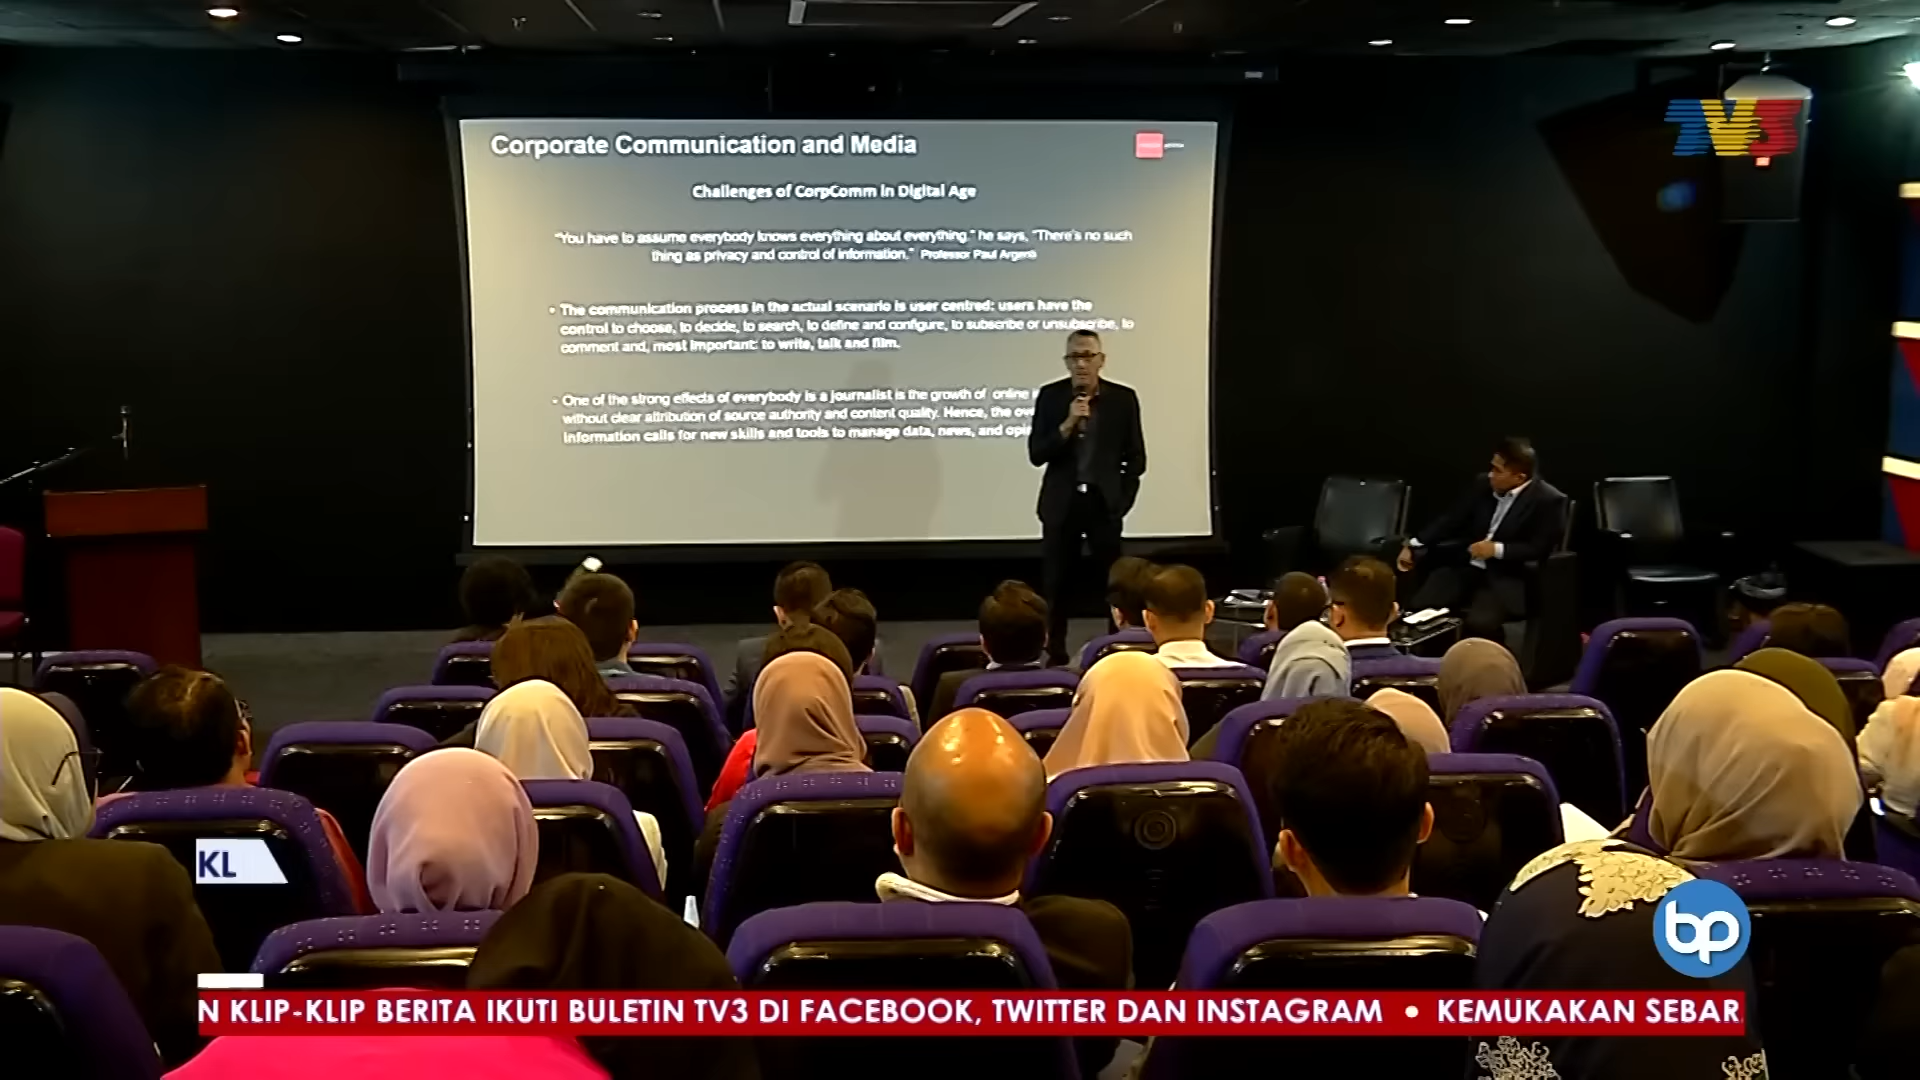 Corporate Communication and Media
TV3
Challenges of CorpComm in Digital Age
"You have to assume everybody knows everything about everything." he says, "There's no such
thing as privacy and control of information." Professor Paul Argenti
• The communication process in the actual scenario is user centred: users have the
control to choose, to decide, to search, to define and configure, to subscribe or unsubscribe, to
comment and, most important: to write, talk and film.
• One of the strong effects of everybody is a journalist is the growth of online
without clear attribution of source authority and content quality. Hence, the
information calls for new skills and tools to manage data, news, and
KL
bp
N KLIP-KLIP BERITA IKUTI BULETIN TV3 DI FACEBOOK, TWITTER DAN INSTAGRAM • KEMUKAKAN SEBAR